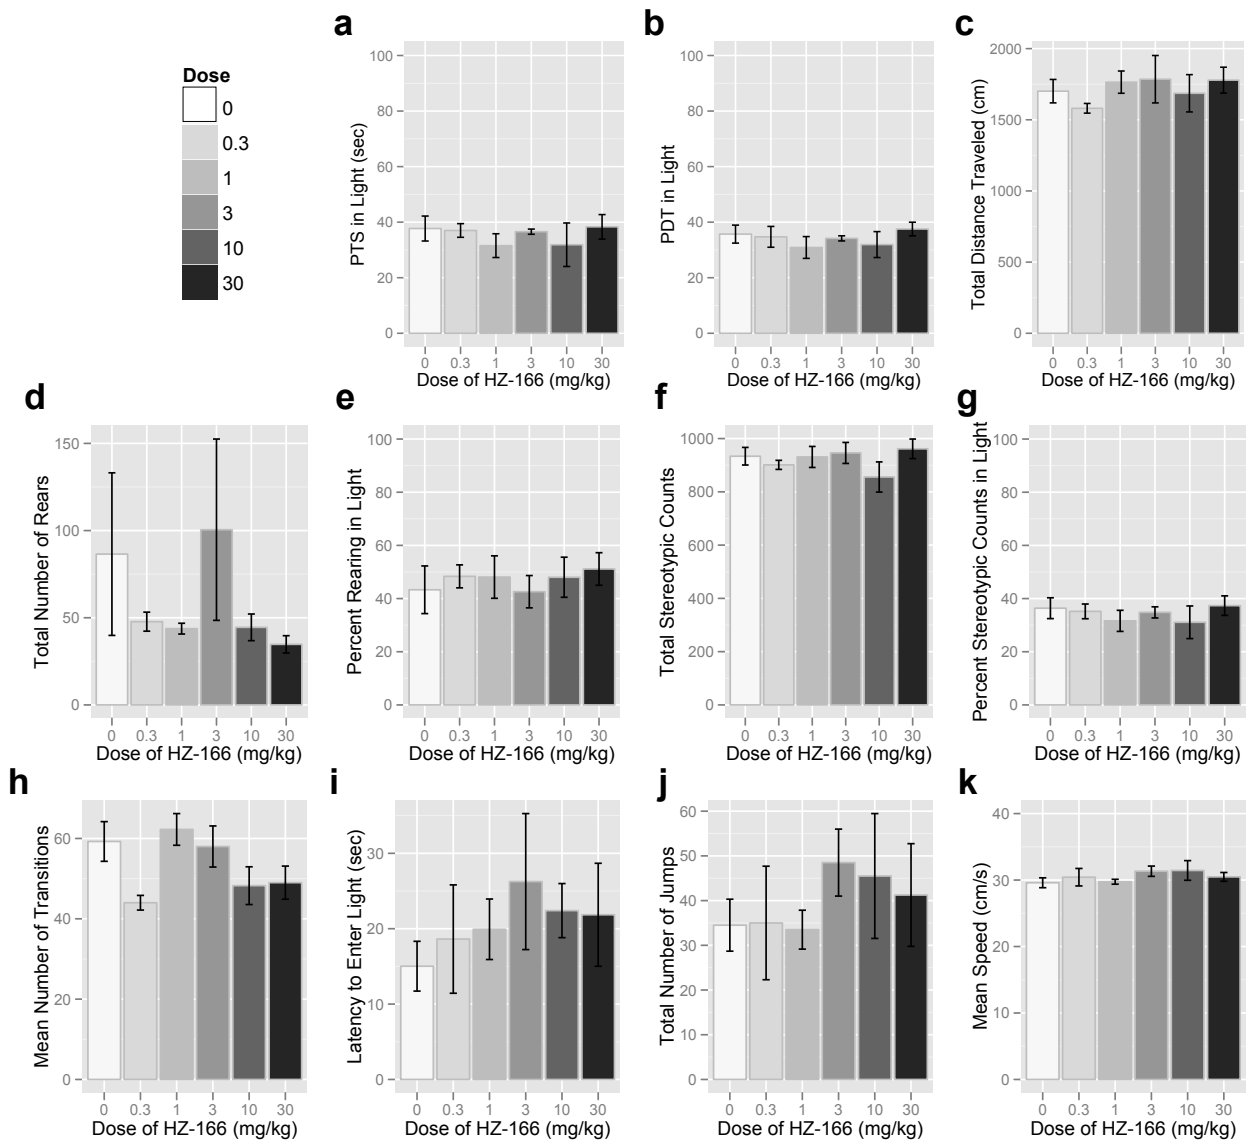 a
b
c
Dose
0
0.3
1
3
10
30
PTS in Light (sec)
100
80
60
40
20
0
0 0.3 1 3 10 30
Dose of HZ-166 (mg/kg)
PDT in Light
100
80
60
40
20
0
0 0.3 1 3 10 30
Dose of HZ-166 (mg/kg)
Total Distance Traveled (cm)
2000
1500
1000
500
0
0 0.3 1 3 10 30
Dose of HZ-166 (mg/kg)
d
Total Number of Rears
150
100
50
0
0 0.3 1 3 10 30
Dose of HZ-166 (mg/kg)
e
Percent Rearing in Light
100
80
60
40
20
0
0 0.3 1 3 10 30
Dose of HZ-166 (mg/kg)
f
Total Stereotypic Counts
1000
800
600
400
200
0
0 0.3 1 3 10 30
Dose of HZ-166 (mg/kg)
g
Percent Stereotypic Counts in Light
100
80
60
40
20
0
0 0.3 1 3 10 30
Dose of HZ-166 (mg/kg)
h
Mean Number of Transitions
60
40
20
0
0 0.3 1 3 10 30
Dose of HZ-166 (mg/kg)
i
Latency to Enter Light (sec)
30
20
10
0
0 0.3 1 3 10 30
Dose of HZ-166 (mg/kg)
j
Total Number of Jumps
60
50
40
30
20
10
0
0 0.3 1 3 10 30
Dose of HZ-166 (mg/kg)
k
Mean Speed (cm/s)
40
30
20
10
0
0 0.3 1 3 10 30
Dose of HZ-166 (mg/kg)